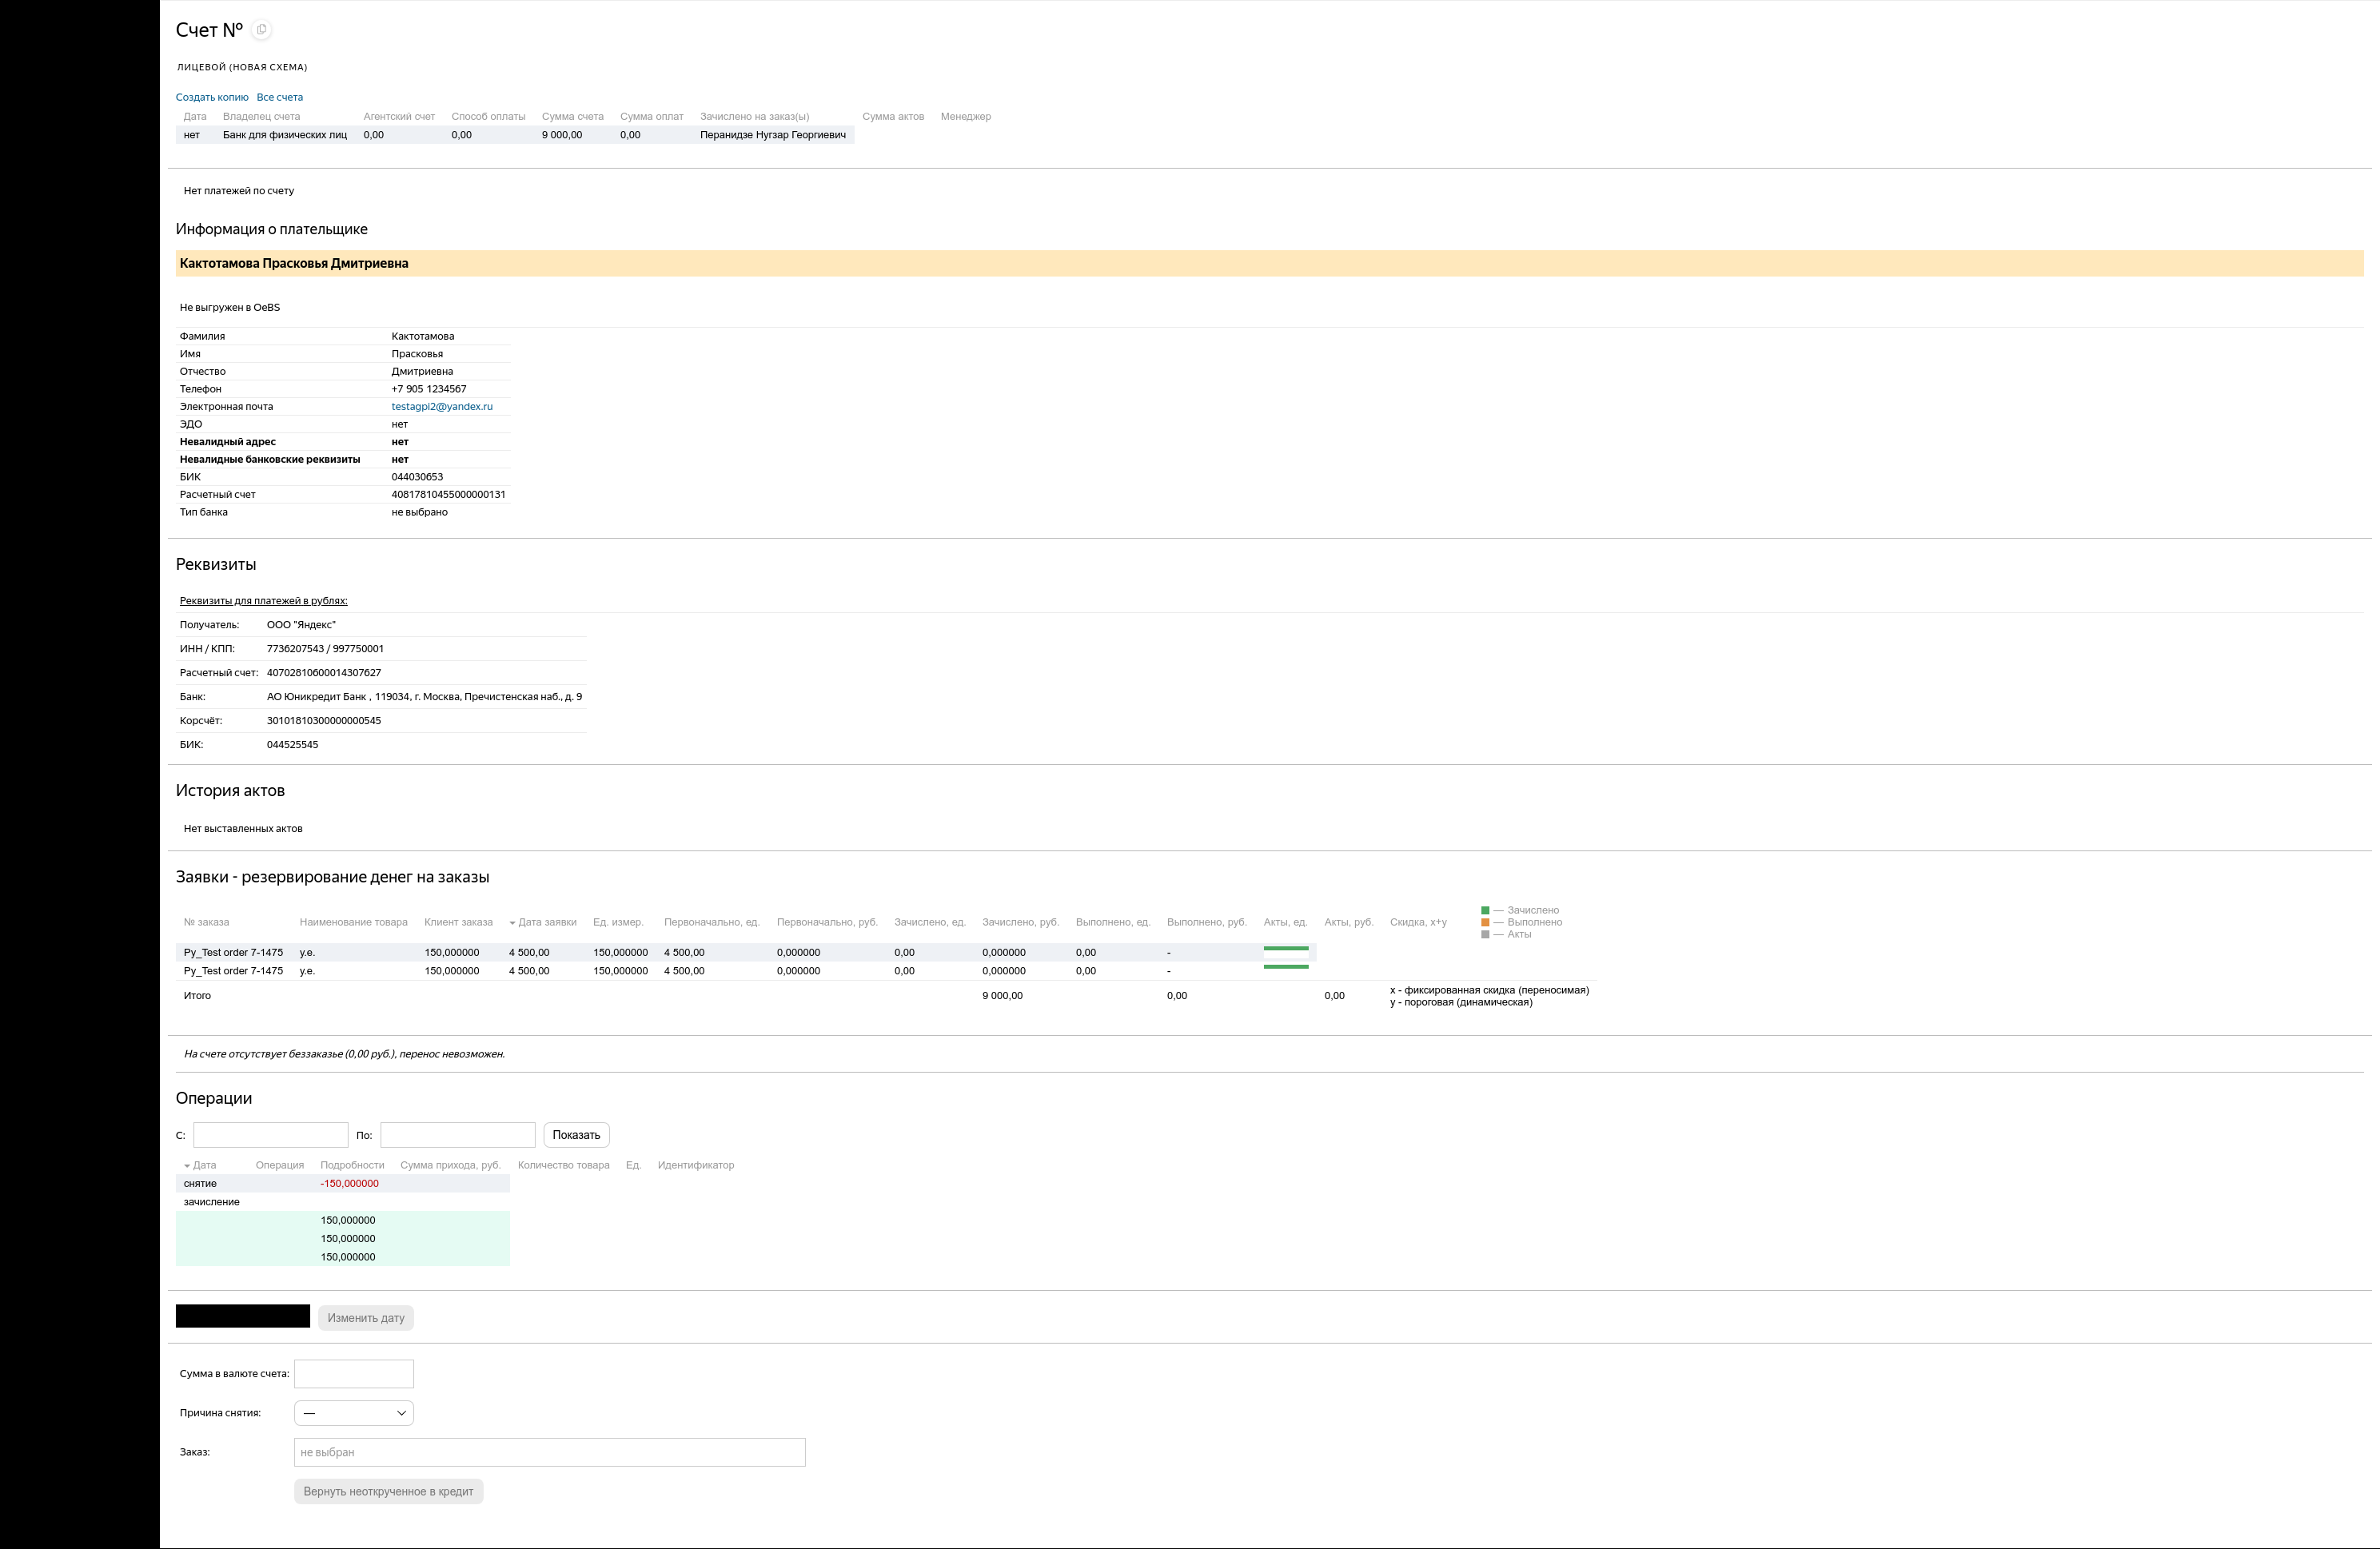 Счет №
ЛИЦЕВОЙ (НОВАЯ СХЕМА)
Создать копию Все счета
Дата Владелец счета Агентский счет Способ оплаты Сумма счета Сумма оплат Зачислено на заказ(ы) Сумма актов Менеджер
нет Банк для физических лиц 0,00 0,00 9 000,00 0,00 Перанидзе Нугзар Георгиевич
Нет платежей по счету
Информация о плательщике
Кактотамова Прасковья Дмитриевна
Не выгружен в OeBS
Фамилия Кактотамова
Имя Прасковья
Отчество Дмитриевна
Телефон +7 905 1234567
Электронная почта testagpi2@yandex.ru
ЭДО нет
Невалидный адрес нет
Невалидные банковские реквизиты нет
БИК 044030653
Расчетный счет 40817810455000000131
Тип банка не выбрано
Реквизиты
Реквизиты для платежей в рублях:
Получатель: ООО "Яндекс"
ИНН / КПП: 7736207543 / 997750001
Расчетный счет: 40702810600014307627
Банк: АО Юникредит Банк , 119034, г. Москва, Пречистенская наб., д. 9
Корсчёт: 30101810300000000545
БИК: 044525545
История актов
Нет выставленных актов
Заявки - резервирование денег на заказы
№ заказа Наименование товара Клиент заказа Дата заявки Ед. измер. Первоначально, ед. Первоначально, руб. Зачислено, ед. Зачислено, руб. Выполнено, ед. Выполнено, руб. Акты, ед. Акты, руб. Скидка, x+y
— Зачислено
— Выполнено
— Акты
Py_Test order 7-1475 у.е. 150,000000 4 500,00 150,000000 4 500,00 0,000000 0,00 0,000000 0,00 -
Py_Test order 7-1475 у.е. 150,000000 4 500,00 150,000000 4 500,00 0,000000 0,00 0,000000 0,00 -
Итого 9 000,00 0,00 0,00
x - фиксированная скидка (переносимая)
y - пороговая (динамическая)
На счете отсутствует беззаказье (0,00 руб.), перенос невозможен.
Операции
С: По: Показать
Дата Операция Подробности Сумма прихода, руб. Количество товара Ед. Идентификатор
снятие -150,000000
зачисление
150,000000
150,000000
150,000000
Изменить дату
Сумма в валюте счета:
Причина снятия: —
Заказ: не выбран
Вернуть неоткрученное в кредит